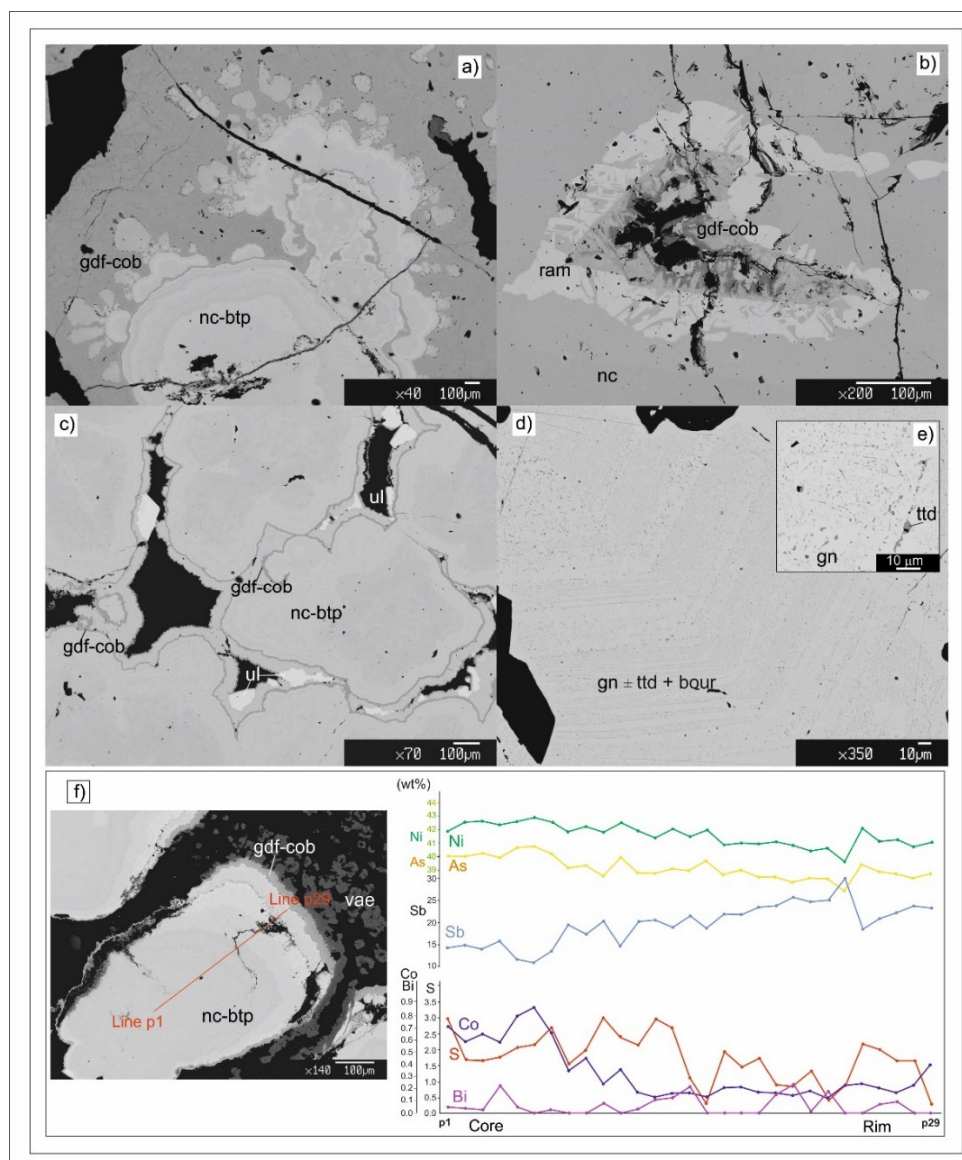 a)
gdf-cob
nc-btp
×40 100μm
b)
gdf-cob
ram
nc
×200 100μm
c)
ul
gdf-cob
nc-btp
gdf-cob
ul
×70 100μm
d)
e)
ttd
gn
10 μm
gn ± ttd + bour
×350 10μm
f)
gdf-cob
Line p29
vae
Line p1
nc-btp
×140 100μm
(wt%)
44
43
Ni 42 Ni
41
As 40 As
39
30
Sb 25
20
Sb
15
10
Co
Bi S
0.9
0.8 3.0
0.7 Co
0.6
0.5 2.0 S
0.4
0.3 1.5
0.2 1.0
0.1 0.5 Bi
0.0 0.0
p1 Core Rim p29